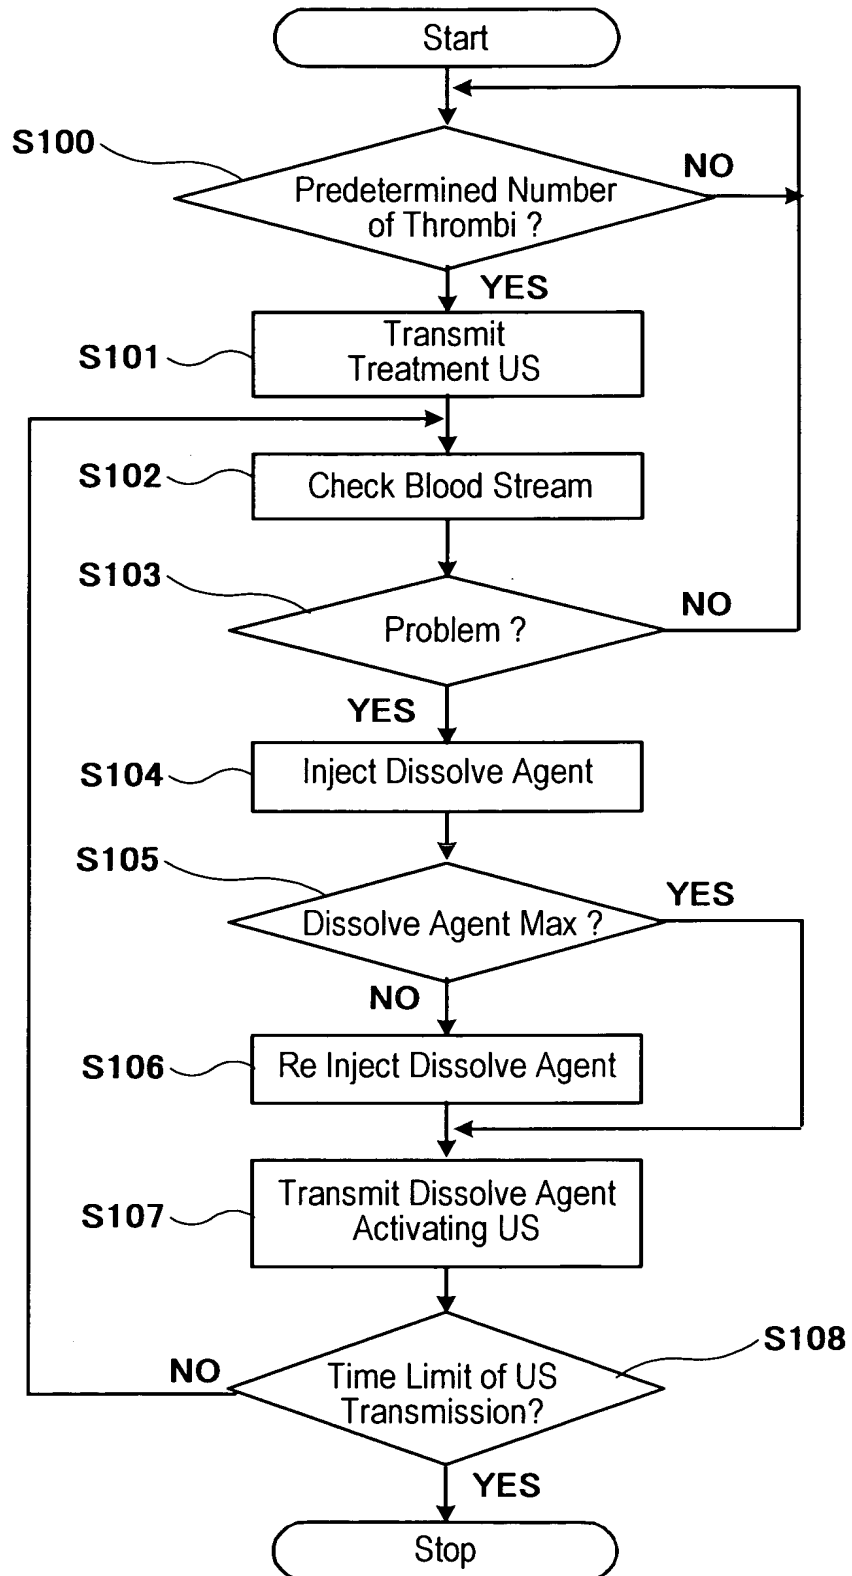 Start
S100
Predetermined Number
of Thrombi ?
NO
YES
S101
Transmit
Treatment US
S102
Check Blood Stream
S103
Problem ?
NO
YES
S104
Inject Dissolve Agent
S105
Dissolve Agent Max ?
YES
NO
S106
Re Inject Dissolve Agent
S107
Transmit Dissolve Agent
Activating US
S108
NO
Time Limit of US
Transmission?
YES
Stop